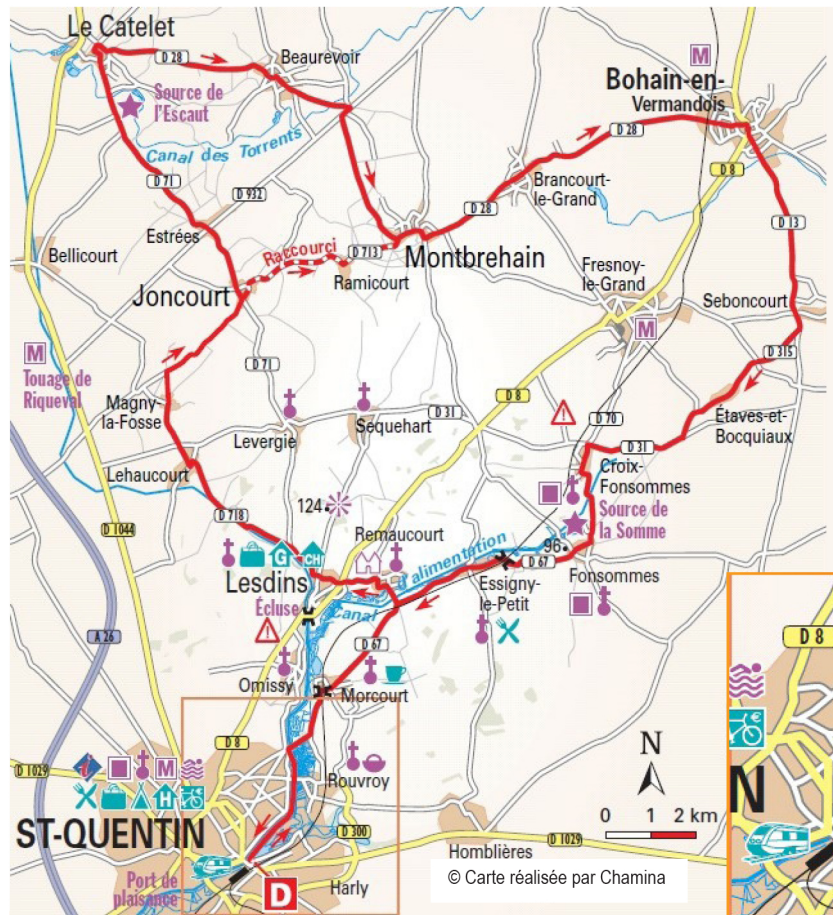 Le Catelet
D 28
Beaurevoir
M
Bohain-en-
Vermandois
Source de
l'Escaut
Canal des Torrents
D 28
D 71
D 932
Brancourt-
le-Grand
D 8
D 28
D 13
Estrées
Bellicourt
Raccourci
D 713
Montbrehain
Ramicourt
Joncourt
Fresnoy-
le-Grand
Seboncourt
M
M
Touage de
Riqueval
D 315
D 71
D 8
Magny-
la-Fosse
Levergie
Sequehart
D 31
D 70
Étaves-et-
Bocquiaux
D 31
Lehaucourt
Croix-
Fonsommes
Source de
la Somme
124
D 718
D 1044
Remaucourt
96
d'alimentation
D 67
G
CH
Lesdins
Essigny-
le-Petit
Fonsommes
Écluse
Canal
D 8
A 26
D 67
Omissy
Morcourt
N
D 8
D 1029
i
M
H
€
Rouvroy
0 1 2 km
N
ST-QUENTIN
D 300
D 1029
Homblières
Port de
plaisance
D
Harly
© Carte réalisée par Chamina